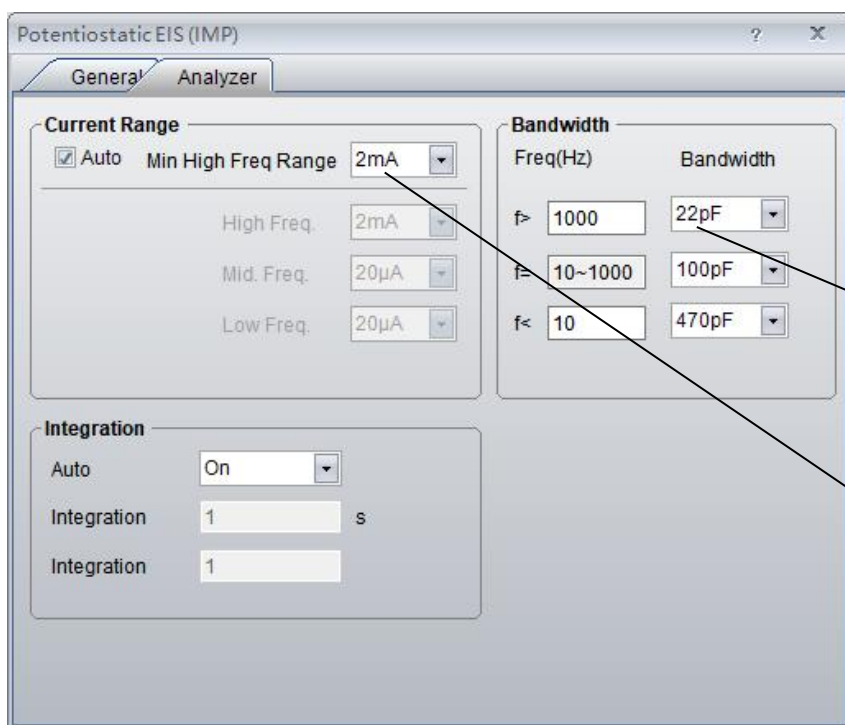 Potentiostatic EIS (IMP) ? X
General Analyzer
Current Range
Auto Min High Freq Range 2mA
High Freq. 2mA
Mid. Freq. 20μA
Low Freq. 20μA
Bandwidth
Freq(Hz) Bandwidth
f> 1000 22pF
f= 10~1000 100pF
f< 10 470pF
Integration
Auto On
Integration 1 s
Integration 1